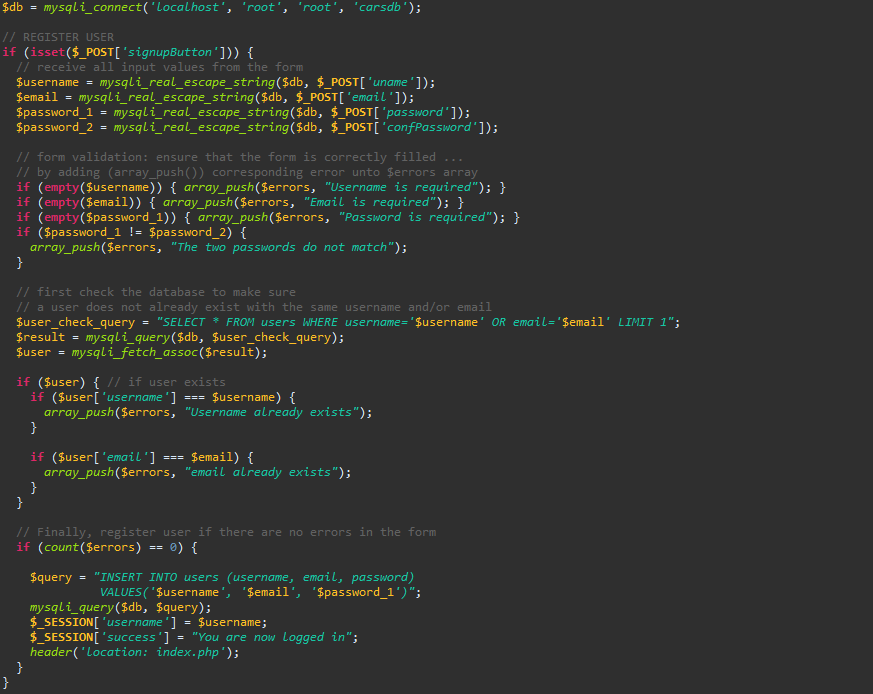 $db = mysqli_connect('localhost', 'root', 'root', 'carsdb');

// REGISTER USER
if (isset($_POST['signupButton'])) {
  // receive all input values from the form
  $username = mysqli_real_escape_string($db, $_POST['uname']);
  $email = mysqli_real_escape_string($db, $_POST['email']);
  $password_1 = mysqli_real_escape_string($db, $_POST['password']);
  $password_2 = mysqli_real_escape_string($db, $_POST['confPassword']);

  // form validation: ensure that the form is correctly filled ...
  // by adding (array_push()) corresponding error unto $errors array
  if (empty($username)) { array_push($errors, "Username is required"); }
  if (empty($email)) { array_push($errors, "Email is required"); }
  if (empty($password_1)) { array_push($errors, "Password is required"); }
  if ($password_1 != $password_2) {
    array_push($errors, "The two passwords do not match");
  }

  // first check the database to make sure
  // a user does not already exist with the same username and/or email
  $user_check_query = "SELECT * FROM users WHERE username='$username' OR email='$email' LIMIT 1";
  $result = mysqli_query($db, $user_check_query);
  $user = mysqli_fetch_assoc($result);

  if ($user) { // if user exists
    if ($user['username'] === $username) {
      array_push($errors, "Username already exists");
    }

    if ($user['email'] === $email) {
      array_push($errors, "email already exists");
    }
  }

  // Finally, register user if there are no errors in the form
  if (count($errors) == 0) {

    $query = "INSERT INTO users (username, email, password)
              VALUES('$username', '$email', '$password_1')";
    mysqli_query($db, $query);
    $_SESSION['username'] = $username;
    $_SESSION['success'] = "You are now logged in";
    header('location: index.php');
  }
}